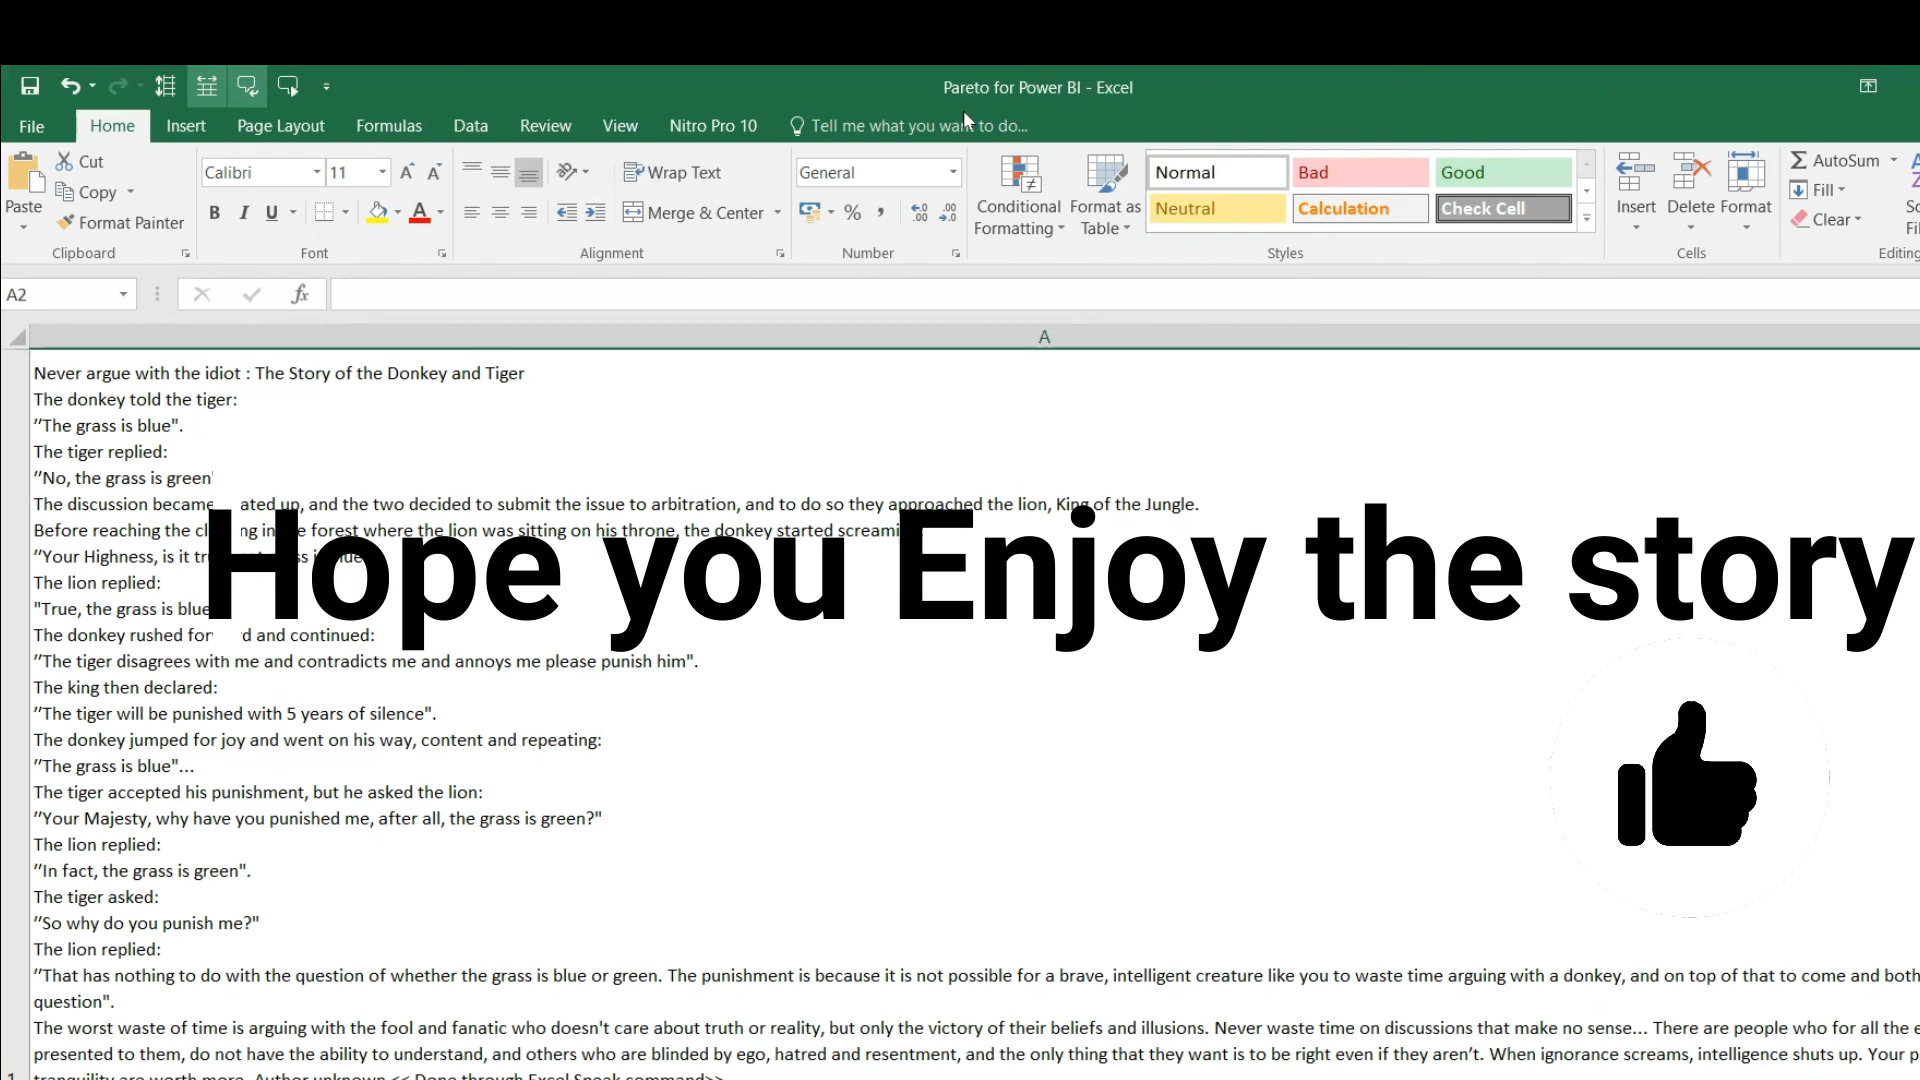 Pareto for Power BI - Excel
File Home Insert Page Layout Formulas Data Review View Nitro Pro 10 Tell me what you want to do...
Cut
Copy
Format Painter
Paste
Clipboard
Calibri 11
B I U
Font
Wrap Text
Merge & Center
Alignment
General
%
Number
Conditional Formatting
Format as Table
Normal Bad Good
Neutral Calculation Check Cell
Styles
Insert Delete Format
Cells
AutoSum
Fill
Clear
Editing
A2 fx
A
Never argue with the idiot : The Story of the Donkey and Tiger
The donkey told the tiger:
"The grass is blue".
The tiger replied:
"No, the grass is green"
The discussion became ated up, and the two decided to submit the issue to arbitration, and to do so they approached the lion, King of the Jungle.
Before reaching the cl ng in e forest where the lion was sitting on his throne, the donkey started screami
"Your Highness, is it tr
The lion replied:
"True, the grass is blue
The donkey rushed for d and continued:
"The tiger disagrees with me and contradicts me and annoys me please punish him".
The king then declared:
"The tiger will be punished with 5 years of silence".
The donkey jumped for joy and went on his way, content and repeating:
"The grass is blue"...
The tiger accepted his punishment, but he asked the lion:
"Your Majesty, why have you punished me, after all, the grass is green?"
The lion replied:
"In fact, the grass is green".
The tiger asked:
"So why do you punish me?"
The lion replied:
"That has nothing to do with the question of whether the grass is blue or green. The punishment is because it is not possible for a brave, intelligent creature like you to waste time arguing with a donkey, and on top of that to come and both
question".
The worst waste of time is arguing with the fool and fanatic who doesn't care about truth or reality, but only the victory of their beliefs and illusions. Never waste time on discussions that make no sense... There are people who for all the e
presented to them, do not have the ability to understand, and others who are blinded by ego, hatred and resentment, and the only thing that they want is to be right even if they aren't. When ignorance screams, intelligence shuts up. Your p
1 tranquility are worth more. Author unknown << Done through Excel Speak command>>
Hope you Enjoy the story